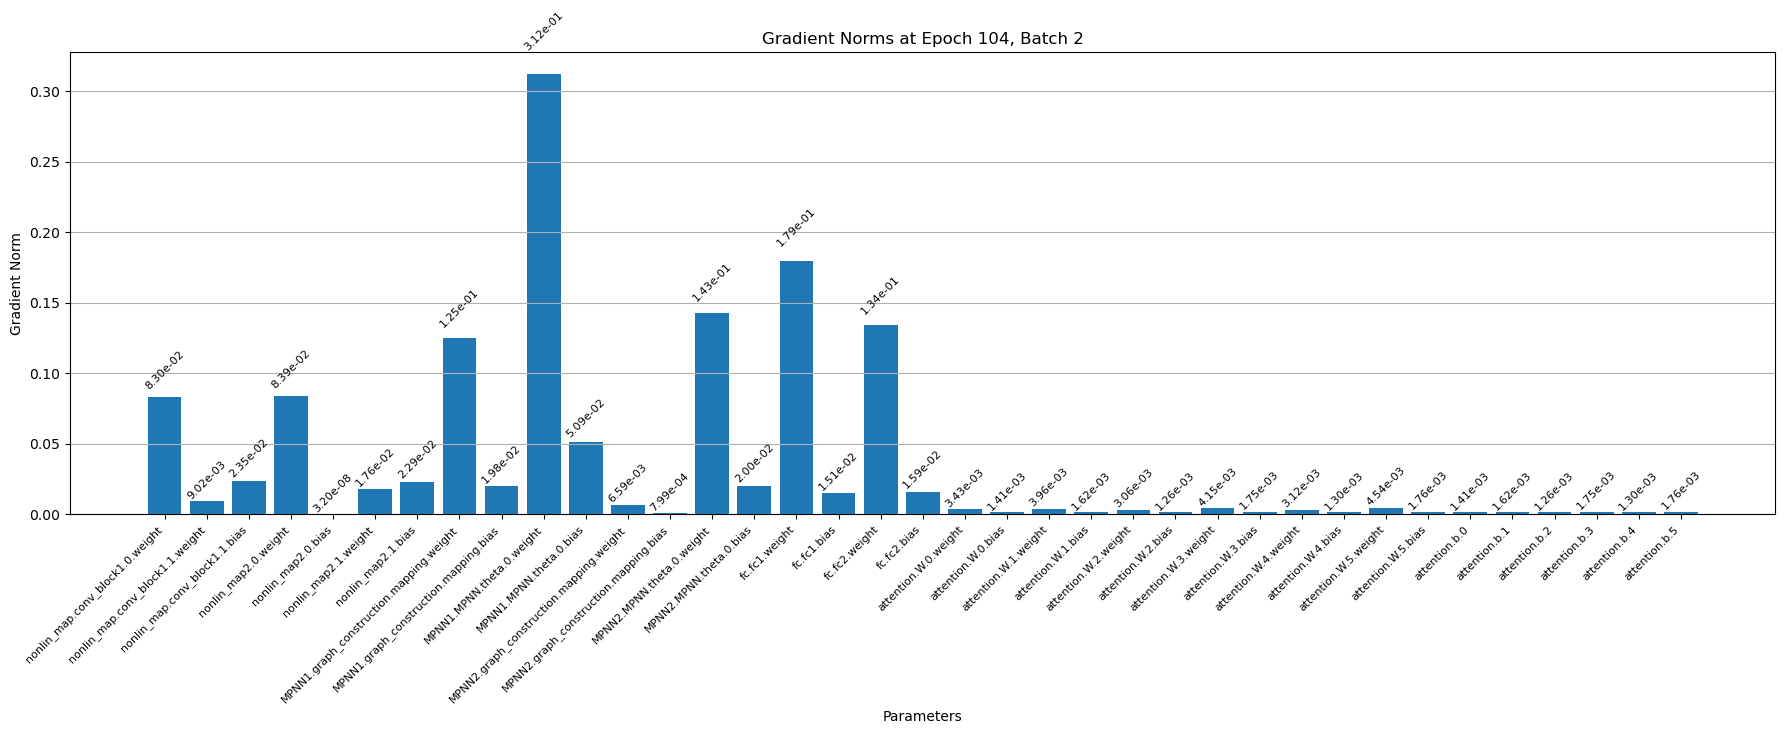 Gradient Norms at Epoch 104, Batch 2
Gradient Norm
0.30
0.25
0.20
0.15
0.10
0.05
0.00
8.30e-02
9.02e-03
2.35e-02
8.39e-02
3.20e-08
1.76e-02
2.29e-02
1.25e-01
1.98e-02
3.12e-01
5.09e-02
6.59e-03
7.99e-04
1.43e-01
2.00e-02
1.79e-01
1.51e-02
1.34e-01
1.59e-02
3.43e-03
1.41e-03
3.96e-03
1.62e-03
3.06e-03
1.26e-03
4.15e-03
1.75e-03
3.12e-03
1.30e-03
4.54e-03
1.76e-03
1.41e-03
1.62e-03
1.26e-03
1.75e-03
1.30e-03
1.76e-03
nonlin_map.conv_block1.0.weight
nonlin_map.conv_block1.1.weight
nonlin_map.conv_block1.1.bias
nonlin_map2.0.weight
nonlin_map2.0.bias
nonlin_map2.1.weight
nonlin_map2.1.bias
MPNN1.graph_construction.mapping.weight
MPNN1.graph_construction.mapping.bias
MPNN1.MPNN.theta.0.weight
MPNN1.MPNN.theta.0.bias
MPNN2.graph_construction.mapping.weight
MPNN2.graph_construction.mapping.bias
MPNN2.MPNN.theta.0.weight
MPNN2.MPNN.theta.0.bias
fc.fc1.weight
fc.fc1.bias
fc.fc2.weight
fc.fc2.bias
attention.W.0.weight
attention.W.0.bias
attention.W.1.weight
attention.W.1.bias
attention.W.2.weight
attention.W.2.bias
attention.W.3.weight
attention.W.3.bias
attention.W.4.weight
attention.W.4.bias
attention.W.5.weight
attention.W.5.bias
attention.b.0
attention.b.1
attention.b.2
attention.b.3
attention.b.4
attention.b.5
Parameters